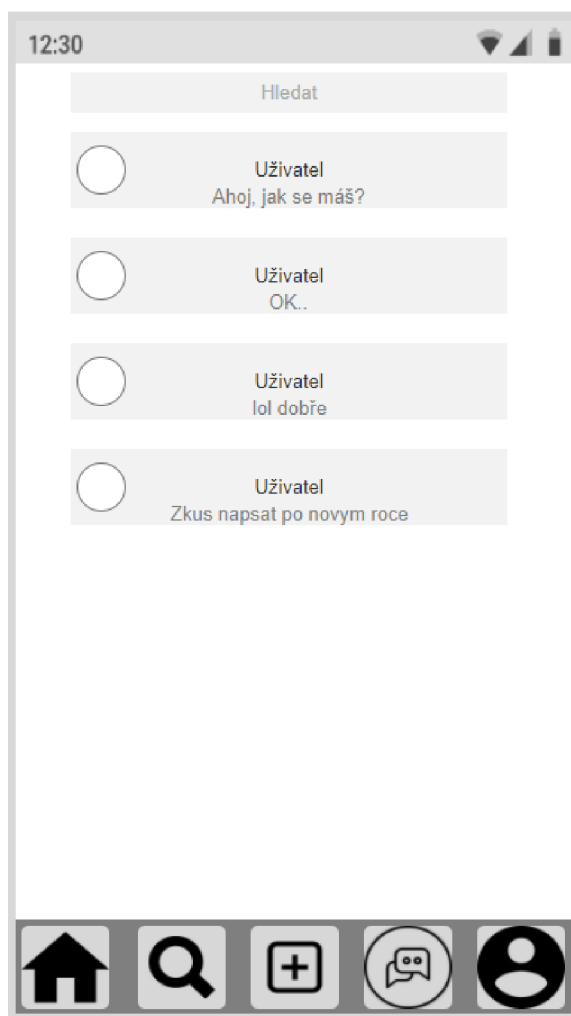 12:30
Hledat
Uživatel
Ahoj, jak se máš?
Uživatel
OK..
Uživatel
lol dobře
Uživatel
Zkus napsat po novym roce